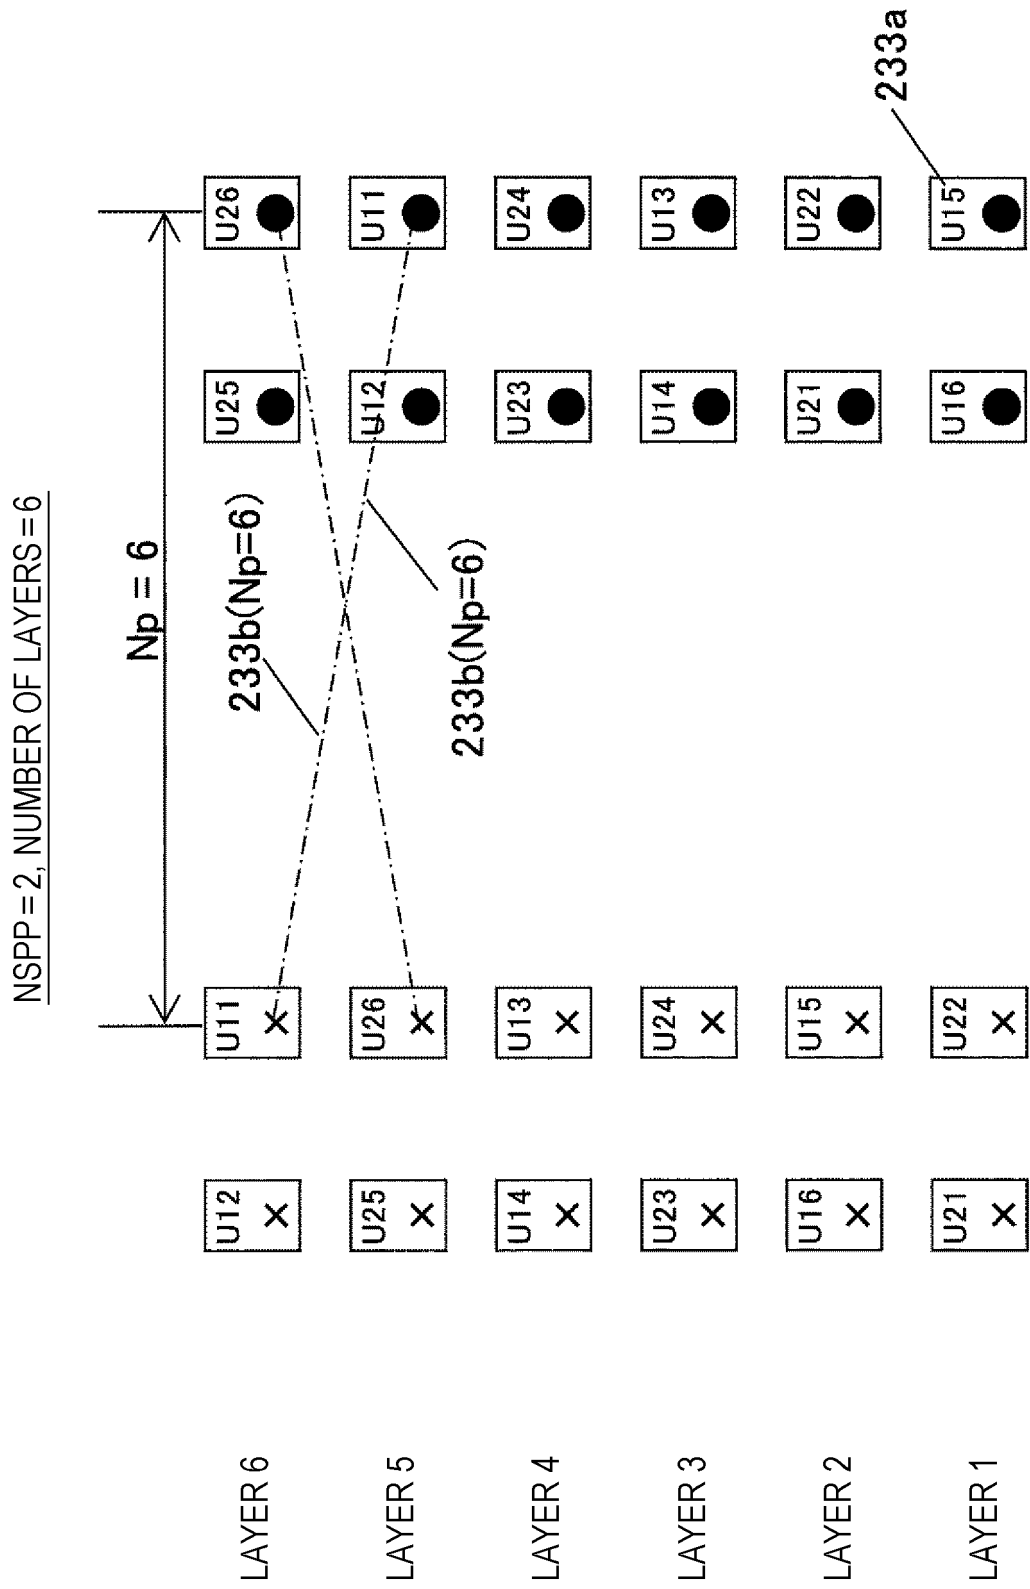 NSPP=2, NUMBER OF LAYERS=6
Np = 6
LAYER 6 U12 U11 U25 U26
233b(Np=6)
LAYER 5 U25 U26 U12 U11
233b(Np=6)
LAYER 4 U14 U13 U23 U24
LAYER 3 U23 U24 U14 U13
LAYER 2 U16 U15 U21 U22
233a
LAYER 1 U21 U22 U16 U15